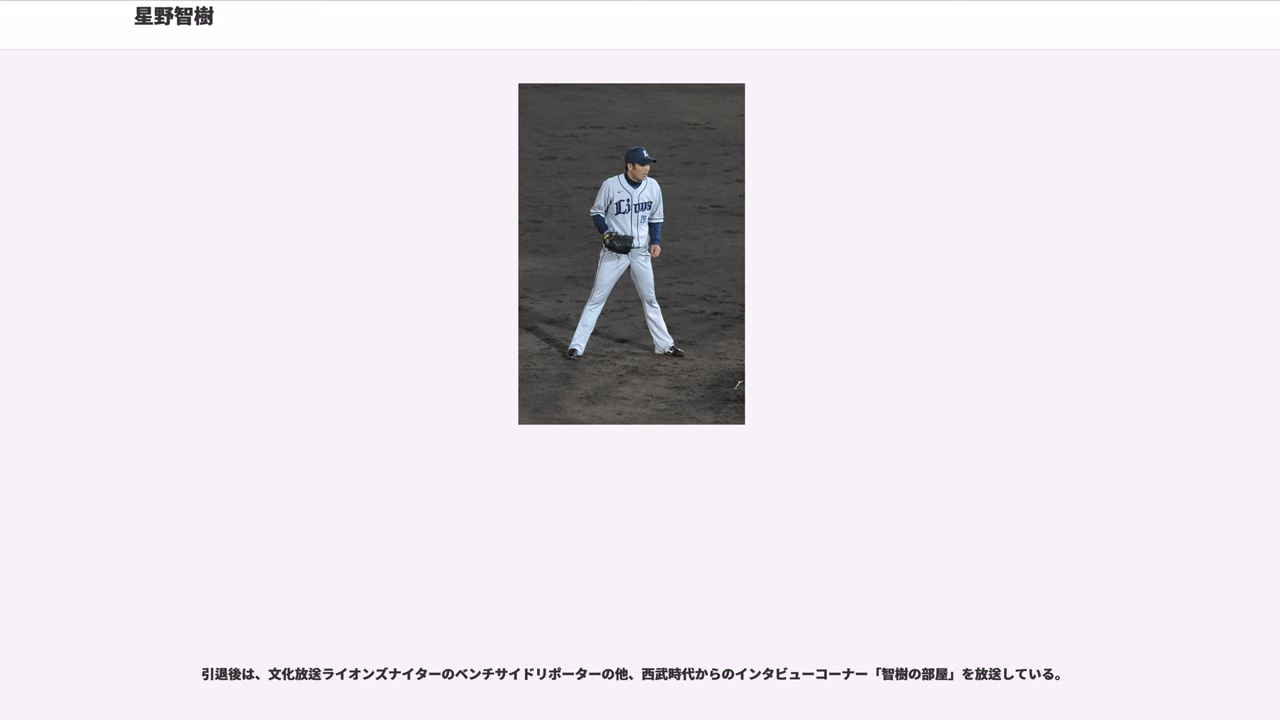 星野智樹
Lions
引退後は、文化放送ライオンズナイターのベンチサイドリポーターの他、西武時代からのインタビューコーナー「智樹の部屋」を放送している。